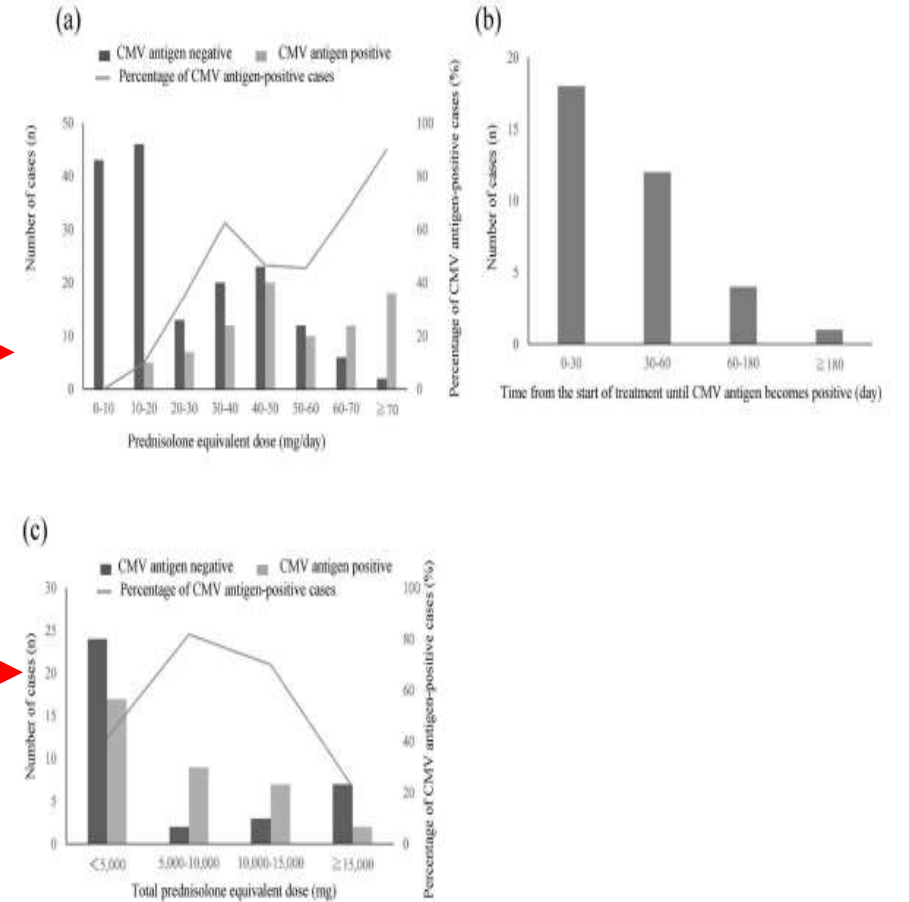 (a)
CMV antigen negative CMV antigen positive
Percentage of CMV antigen-positive cases
Number of cases (n)
50
40
30
20
10
0
Percentage of CMV antigen-positive cases (%)
100
80
60
40
20
0
0-10 10-20 20-30 30-40 40-50 50-60 60-70 ≧70
Prednisolone equivalent dose (mg/day)
(b)
Number of cases (n)
20
15
10
5
0
0-30 30-60 60-180 ≧180
Time from the start of treatment until CMV antigen becomes positive (day)
(c)
CMV antigen negative CMV antigen positive
Percentage of CMV antigen-positive cases
Number of cases (n)
30
25
20
15
10
5
0
Percentage of CMV antigen-positive cases (%)
100
80
60
40
20
0
<5,000 5,000-10,000 10,000-15,000 ≧15,000
Total prednisolone equivalent dose (mg)